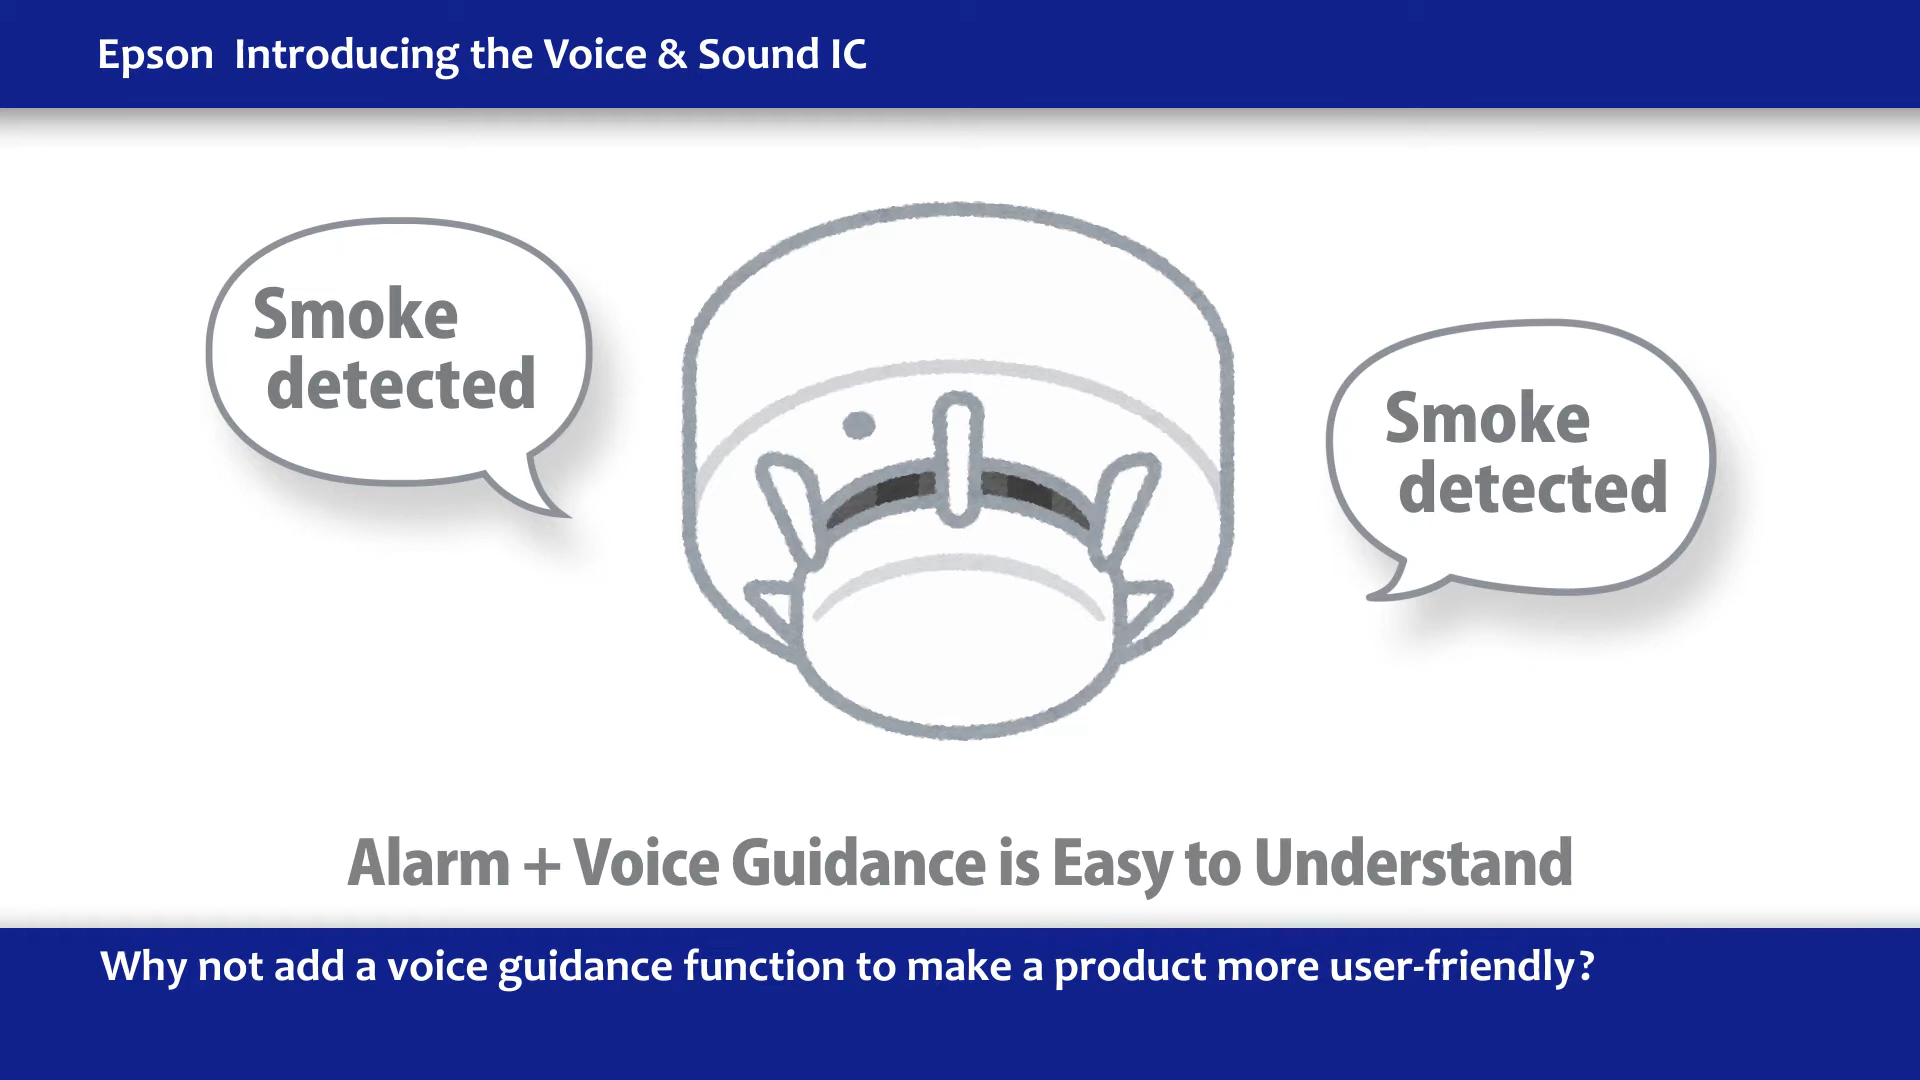 Epson  Introducing the Voice & Sound IC
Smoke
detected
Smoke
detected
Alarm + Voice Guidance is Easy to Understand
Why not add a voice guidance function to make a product more user-friendly?